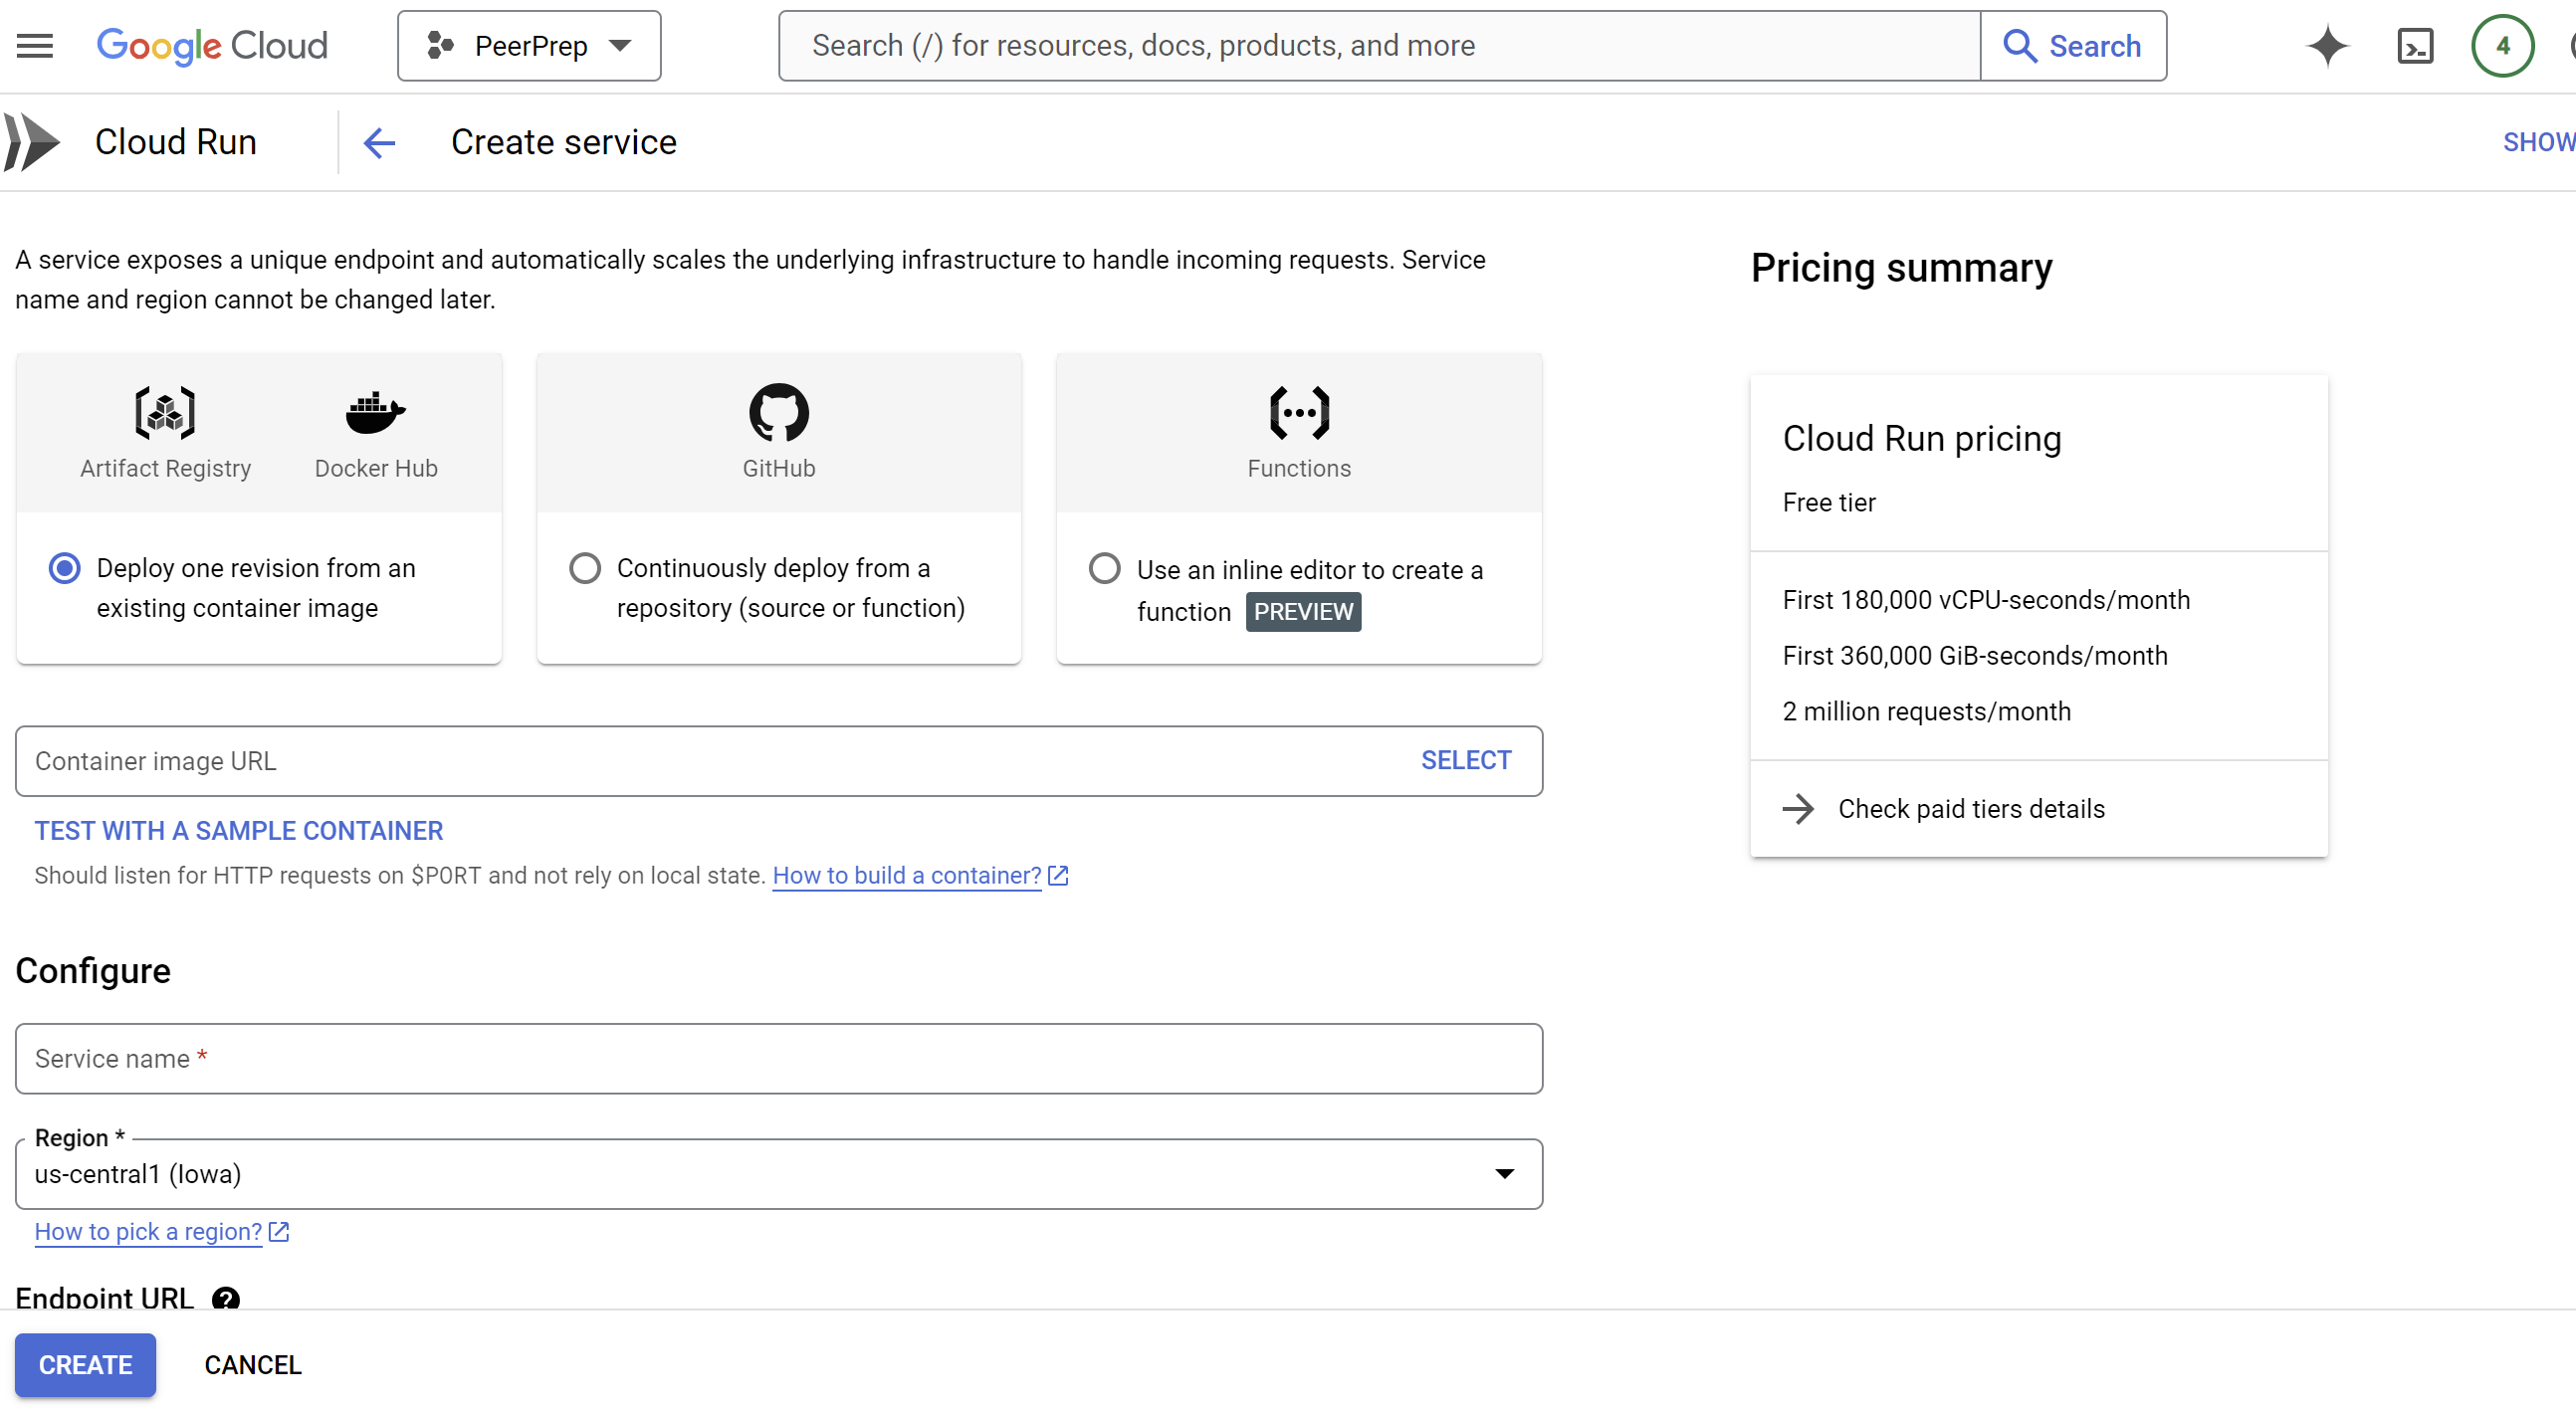 Google Cloud
PeerPrep
Search (/) for resources, docs, products, and more
Search
4
Cloud Run
Create service
SHOW
A service exposes a unique endpoint and automatically scales the underlying infrastructure to handle incoming requests. Service
name and region cannot be changed later.
Artifact Registry
Docker Hub
Deploy one revision from an
existing container image
GitHub
Continuously deploy from a
repository (source or function)
Functions
Use an inline editor to create a
function PREVIEW
Container image URL
SELECT
TEST WITH A SAMPLE CONTAINER
Should listen for HTTP requests on $PORT and not rely on local state. How to build a container?
Configure
Service name *
Region *
us-central1 (Iowa)
How to pick a region?
Endpoint URL
CREATE
CANCEL
Pricing summary
Cloud Run pricing
Free tier
First 180,000 vCPU-seconds/month
First 360,000 GiB-seconds/month
2 million requests/month
Check paid tiers details